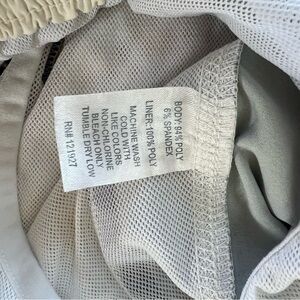 BODY: 94% POLY
6% SPANDEX
LINER: 100% POLY
MACHINE WASH
COLD WITH
LIKE COLORS
NON-CHLORINE
BLEACH ONLY
TUMBLE DRY LOW
RN# 121927